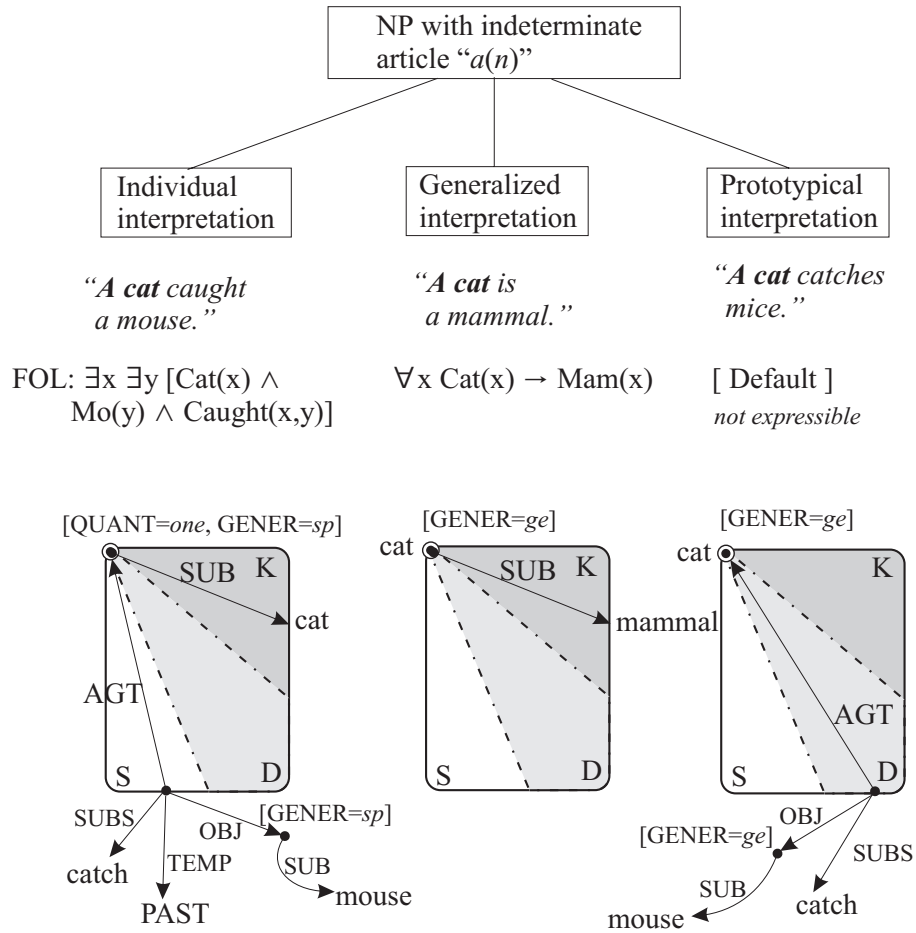 NP with indeterminate
article “a(n)”
Individual
interpretation
Generalized
interpretation
Prototypical
interpretation
“A cat caught
a mouse.”
“A cat is
a mammal.”
“A cat catches
mice.”
FOL: ∃x ∃y [Cat(x) ∧
Mo(y) ∧ Caught(x,y)]
∀x Cat(x) → Mam(x)
[ Default ]
not expressible
[QUANT=one, GENER=sp]
SUB
K
cat
AGT
S
D
SUBS
OBJ
[GENER=sp]
catch
TEMP
SUB
PAST
mouse
[GENER=ge]
cat
SUB
K
mammal
S
D
[GENER=ge]
cat
K
AGT
S
D
OBJ
[GENER=ge]
SUBS
SUB
catch
mouse